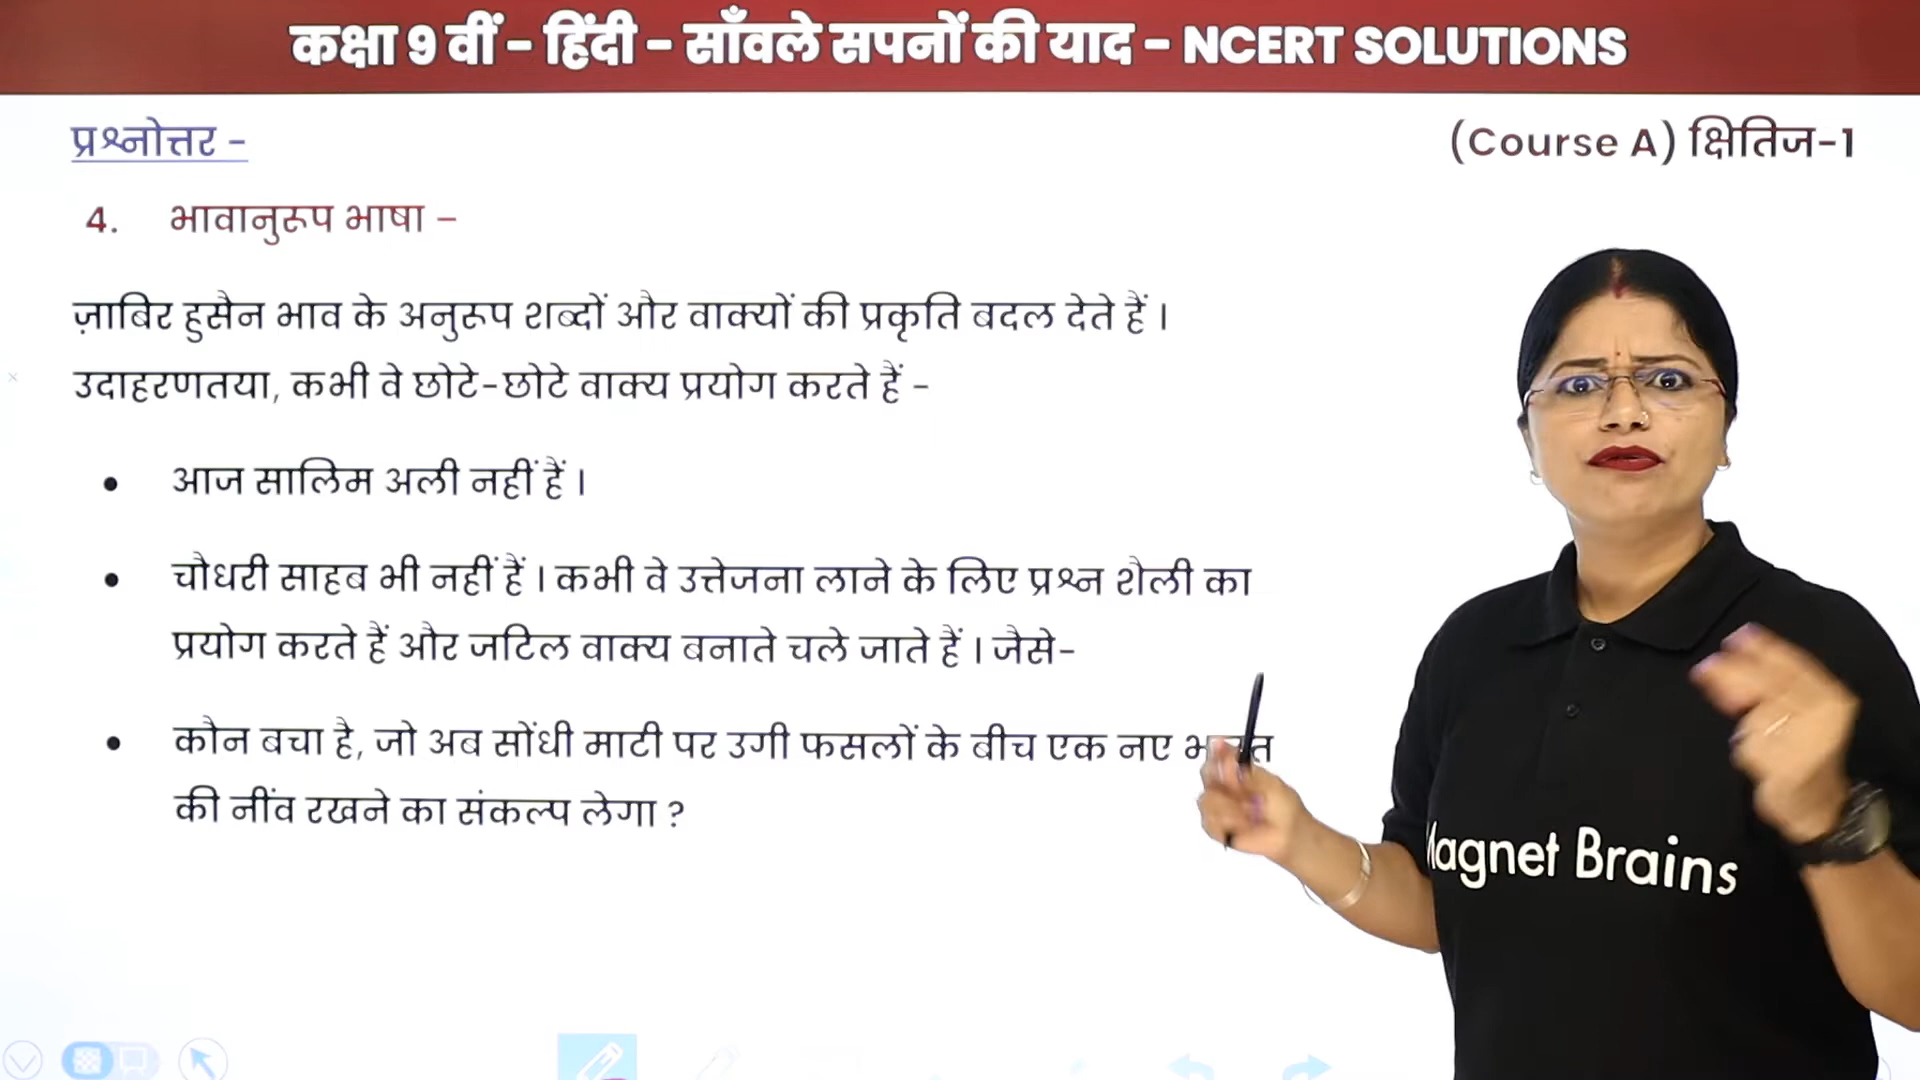 कक्षा 9 वीं – हिंदी – साँवले सपनों की याद – NCERT SOLUTIONS
प्रश्नोत्तर -
(Course A) क्षितिज-1
4. भावानुरूप भाषा –
ज़ाबिर हुसैन भाव के अनुरूप शब्दों और वाक्यों की प्रकृति बदल देते हैं ।
उदाहरणतया, कभी वे छोटे-छोटे वाक्य प्रयोग करते हैं -
• आज सालिम अली नहीं हैं ।
• चौधरी साहब भी नहीं हैं । कभी वे उत्तेजना लाने के लिए प्रश्न शैली का
प्रयोग करते हैं और जटिल वाक्य बनाते चले जाते हैं । जैसे-
• कौन बचा है, जो अब सोंधी माटी पर उगी फसलों के बीच एक नए
की नींव रखने का संकल्प लेगा ?
Brains